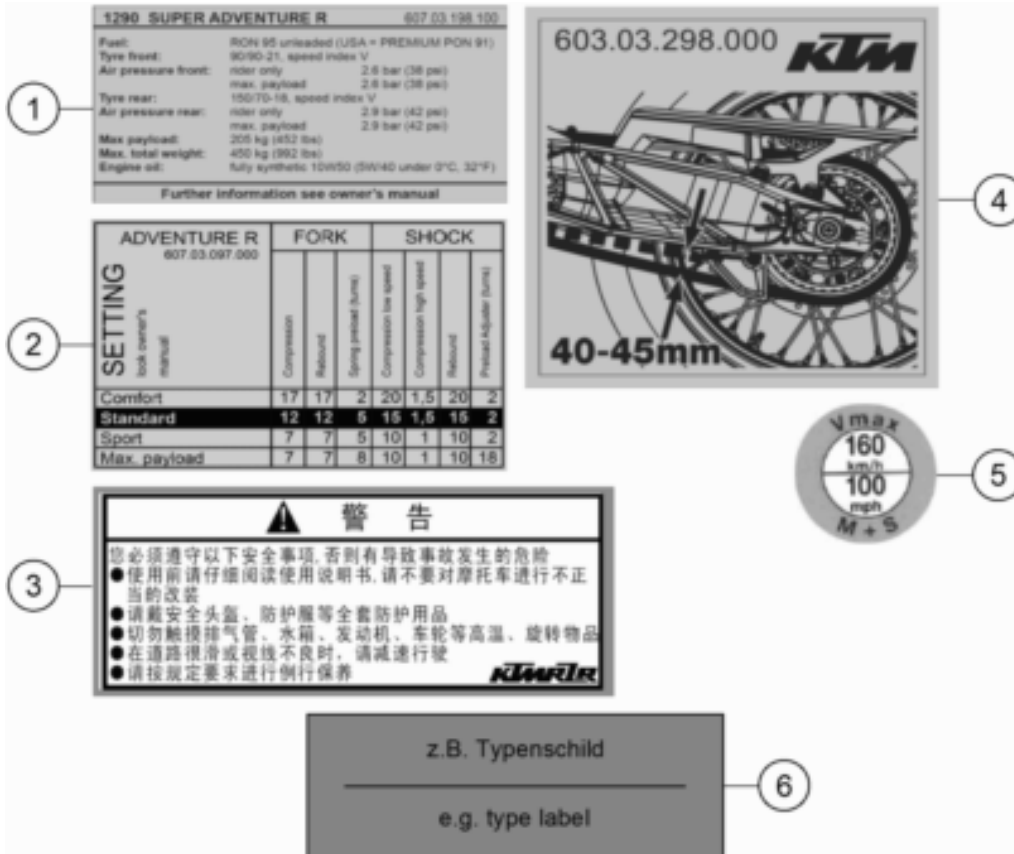 1290 SUPER ADVENTURE R 607.03.198.100
Fuel: RON 95 unleaded (USA = PREMIUM PON 91)
Tyre front: 90/90-21, speed index V
Air pressure front: rider only 2.6 bar (38 psi)
max. payload 2.6 bar (38 psi)
Tyre rear: 150/70-18, speed index V
Air pressure rear: rider only 2.9 bar (42 psi)
max. payload 2.9 bar (42 psi)
Max payload: 205 kg (452 lbs)
Max. total weight: 450 kg (992 lbs)
Engine oil: fully synthetic 10W50 (5W/40 under 0°C, 32°F)
Further information see owner's manual
1
ADVENTURE R
607.03.097.000
SETTING
look owner's
manual
FORK SHOCK
Compression
Rebound
Spring preload (turns)
Compression low speed
Compression high speed
Rebound
Preload Adjuster (turns)
Comfort 17 17 2 20 1,5 20 2
Standard 12 12 5 15 1,5 15 2
Sport 7 7 5 10 1 10 2
Max. payload 7 7 8 10 1 10 18
2
警 告
您必须遵守以下安全事项,否则有导致事故发生的危险
●使用前请仔细阅读使用说明书,请不要对摩托车进行不正
当的改装
●请戴安全头盔、防护服等全套防护用品
●切勿触摸排气管、水箱、发动机、车轮等高温、旋转物品
●在道路很滑或视线不良时，请减速行驶
●请按规定要求进行例行保养
KTMR2R
3
603.03.298.000 KTM
40-45mm
4
Vmax
160
km/h
100
mph
M + S
5
z.B. Typenschild
e.g. type label
6